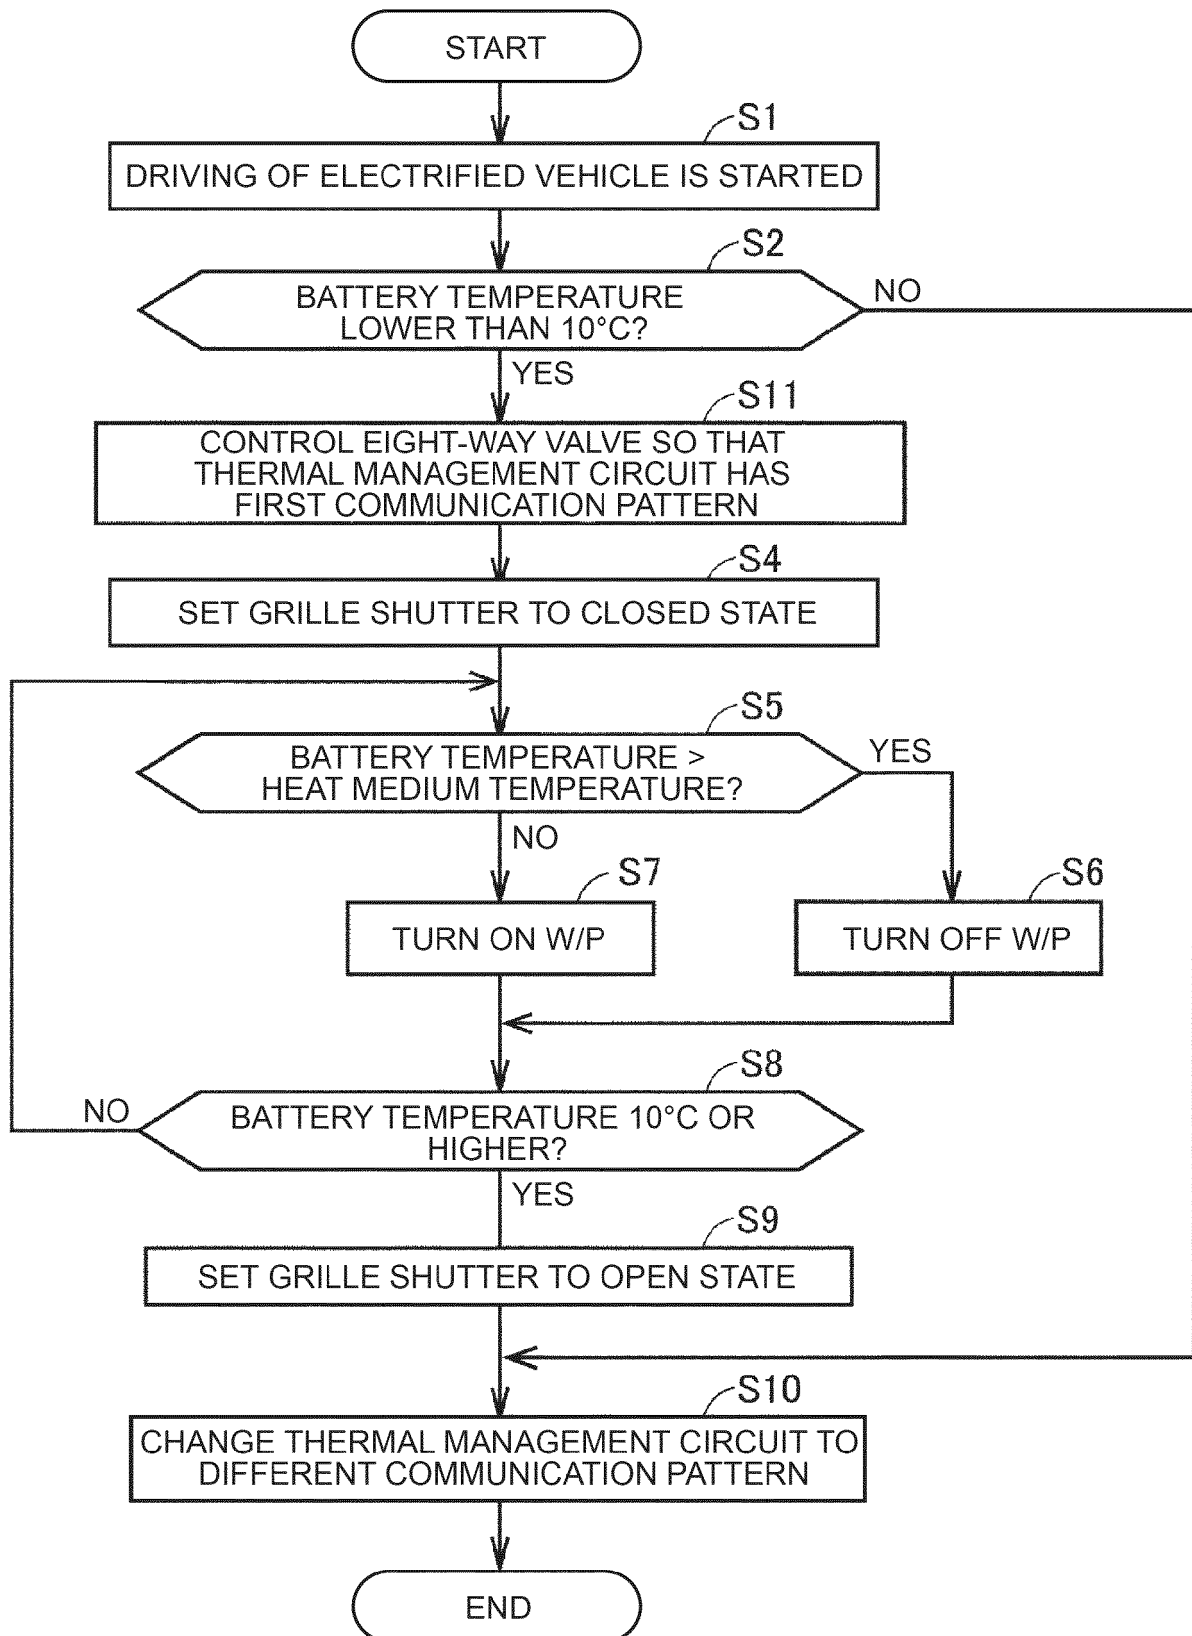 START
S1
DRIVING OF ELECTRIFIED VEHICLE IS STARTED
S2
BATTERY TEMPERATURE
LOWER THAN 10°C?
NO
YES
S11
CONTROL EIGHT-WAY VALVE SO THAT
THERMAL MANAGEMENT CIRCUIT HAS
FIRST COMMUNICATION PATTERN
S4
SET GRILLE SHUTTER TO CLOSED STATE
S5
BATTERY TEMPERATURE >
HEAT MEDIUM TEMPERATURE?
YES
NO
S7
TURN ON W/P
S6
TURN OFF W/P
S8
BATTERY TEMPERATURE 10°C OR
HIGHER?
NO
YES
S9
SET GRILLE SHUTTER TO OPEN STATE
S10
CHANGE THERMAL MANAGEMENT CIRCUIT TO
DIFFERENT COMMUNICATION PATTERN
END